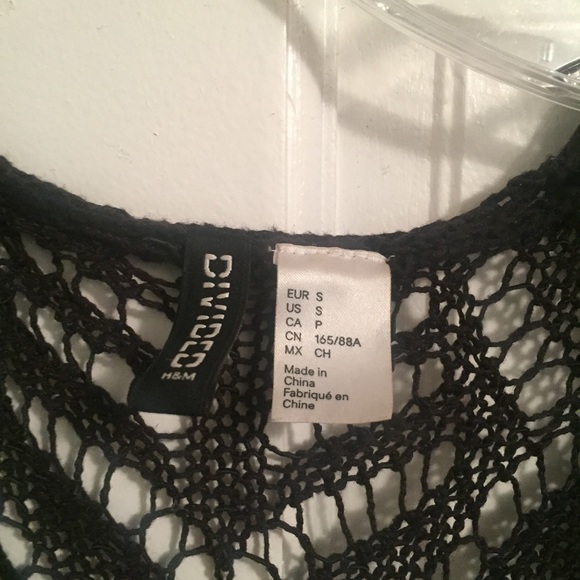 DIVIDED
H&M
EUR S
US S
CA P
CN 165/88A
MX CH
Made in
China
Fabriqué en
Chine